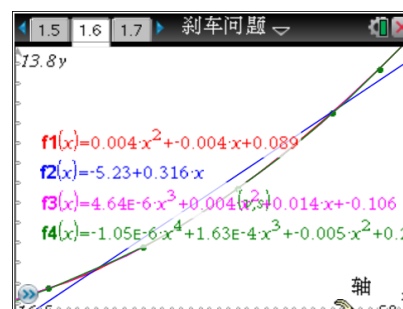 1.5 1.6 1.7 刹车问题
13.8 y
f1(x)=0.004·x²+-0.004·x+0.089
f2(x)=-5.23+0.316·x
f3(x)=4.64E-6·x³+0.004·x²+0.014·x+-0.106
f4(x)=-1.05E-6·x⁴+1.63E-4·x³+-0.005·x²+0.2
轴